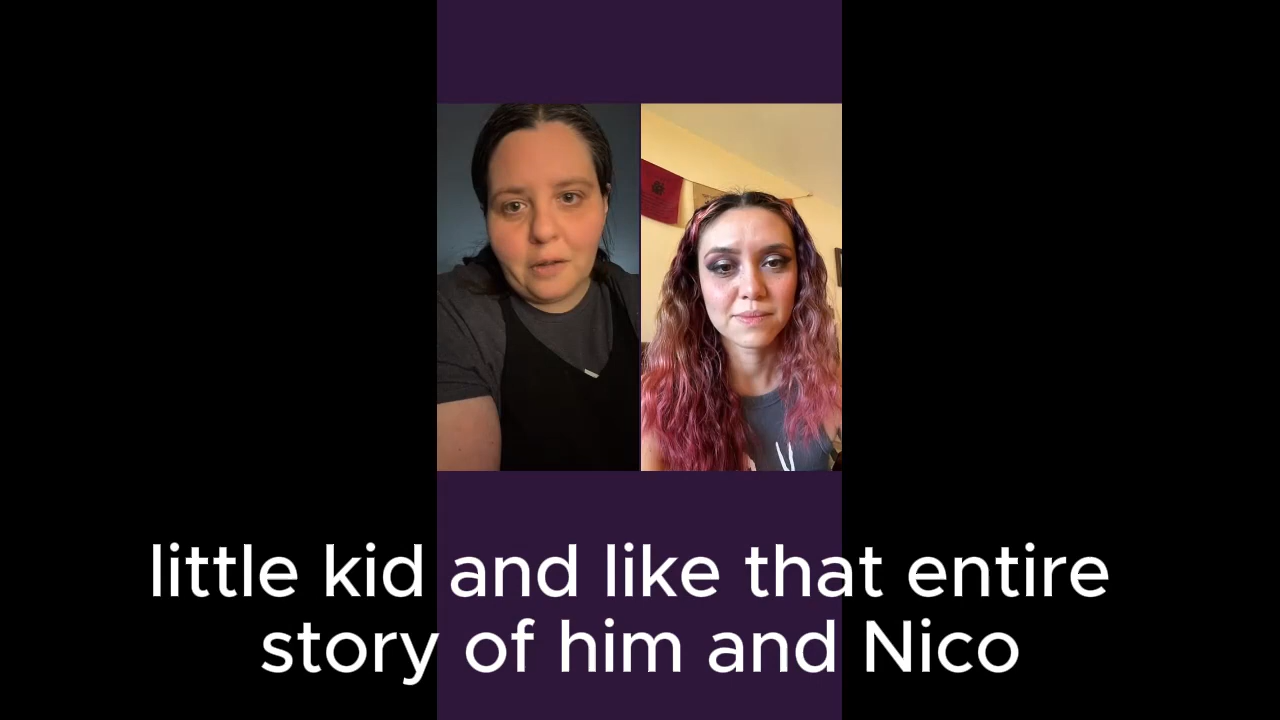 little kid and like that entire
story of him and Nico